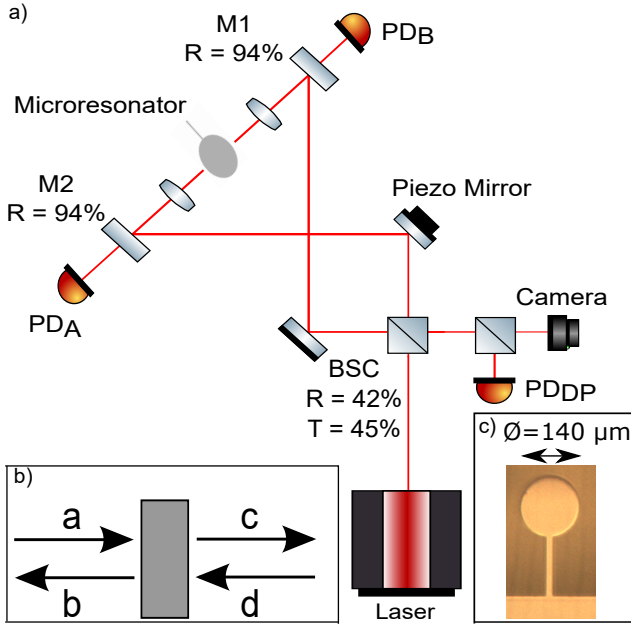 a)
M1
R = 94%
PDB
Microresonator
M2
R = 94%
PDA
Piezo Mirror
Camera
BSC
R = 42%
T = 45%
PDDP
b)
a
c
b
d
Laser
c)
Ø=140 µm